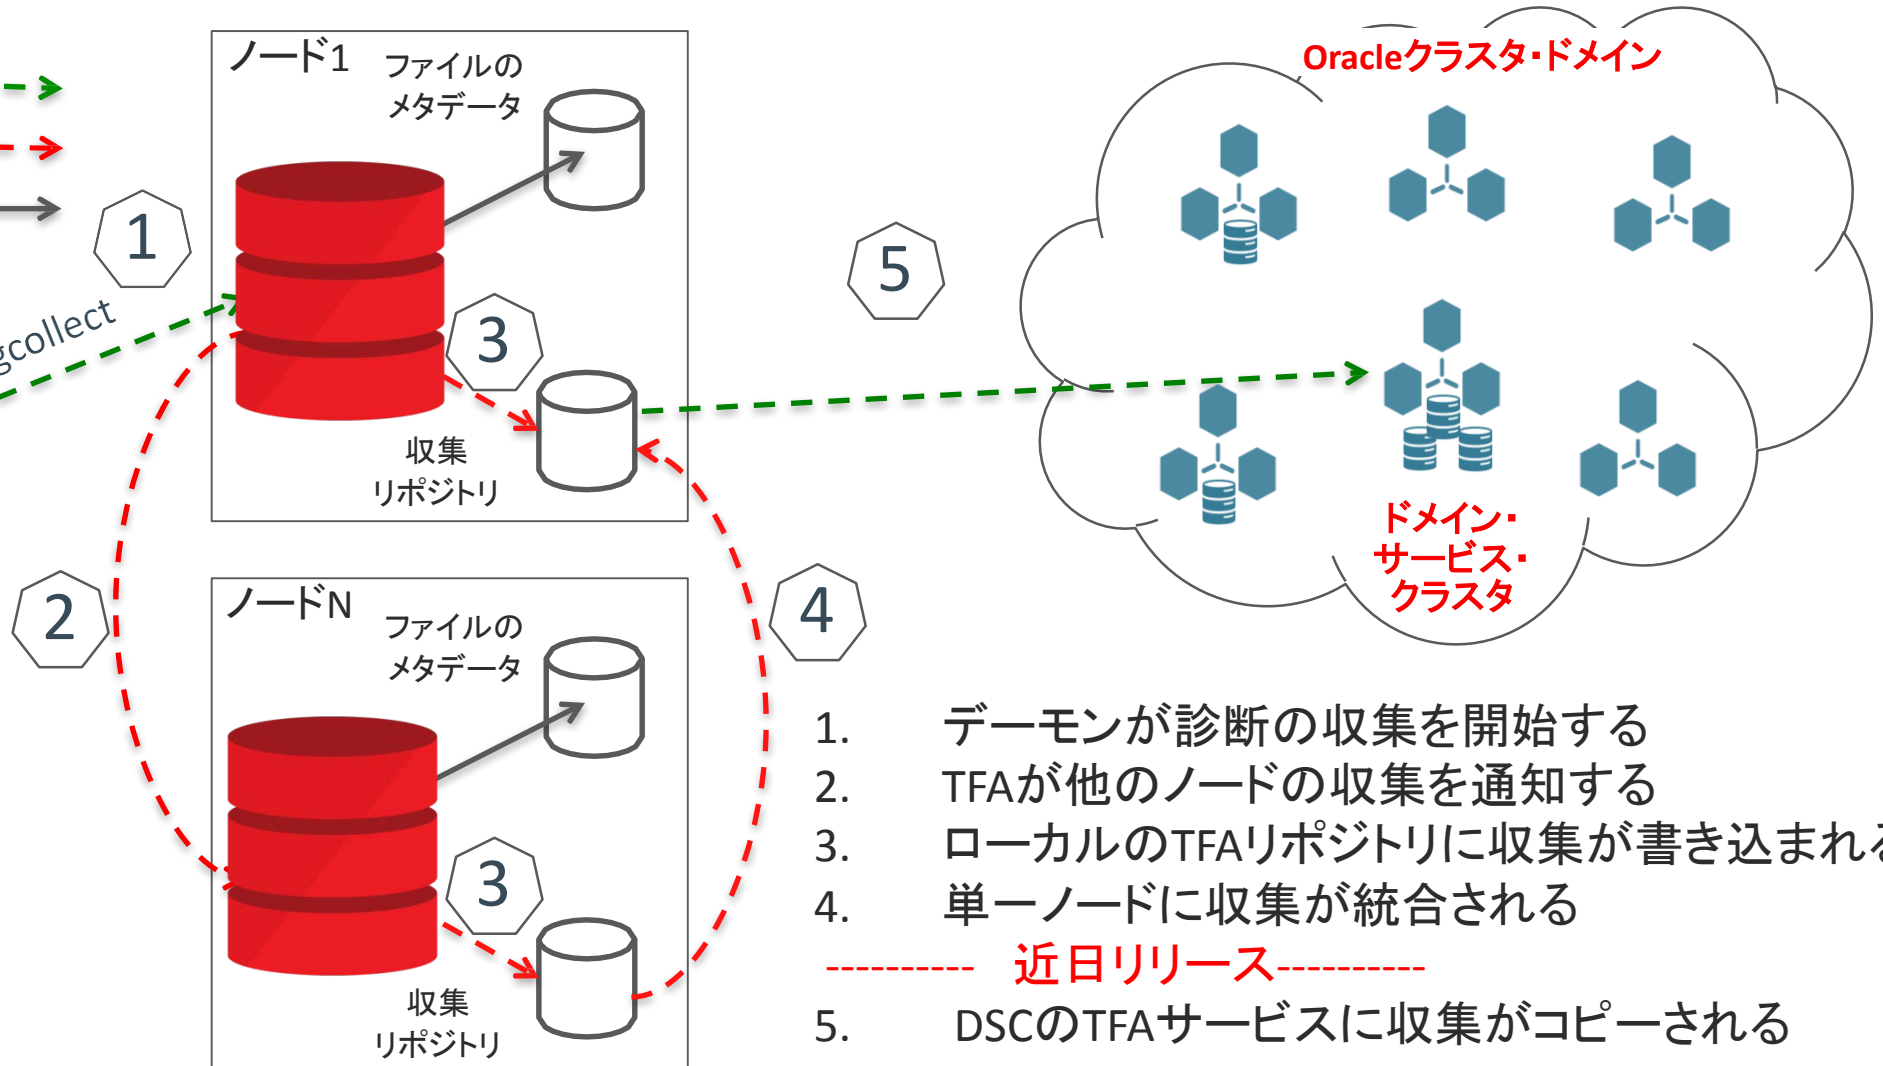 ノード1
ファイルの
メタデータ
Oracleクラスタ・ドメイン
1
5
gcollect
3
収集
リポジトリ
ドメイン・
サービス・
クラスタ
2
ノードN
ファイルの
メタデータ
4
3
収集
リポジトリ
1. デーモンが診断の収集を開始する
2. TFAが他のノードの収集を通知する
3. ローカルのTFAリポジトリに収集が書き込まれる
4. 単一ノードに収集が統合される
---------- 近日リリース----------
5. DSCのTFAサービスに収集がコピーされる